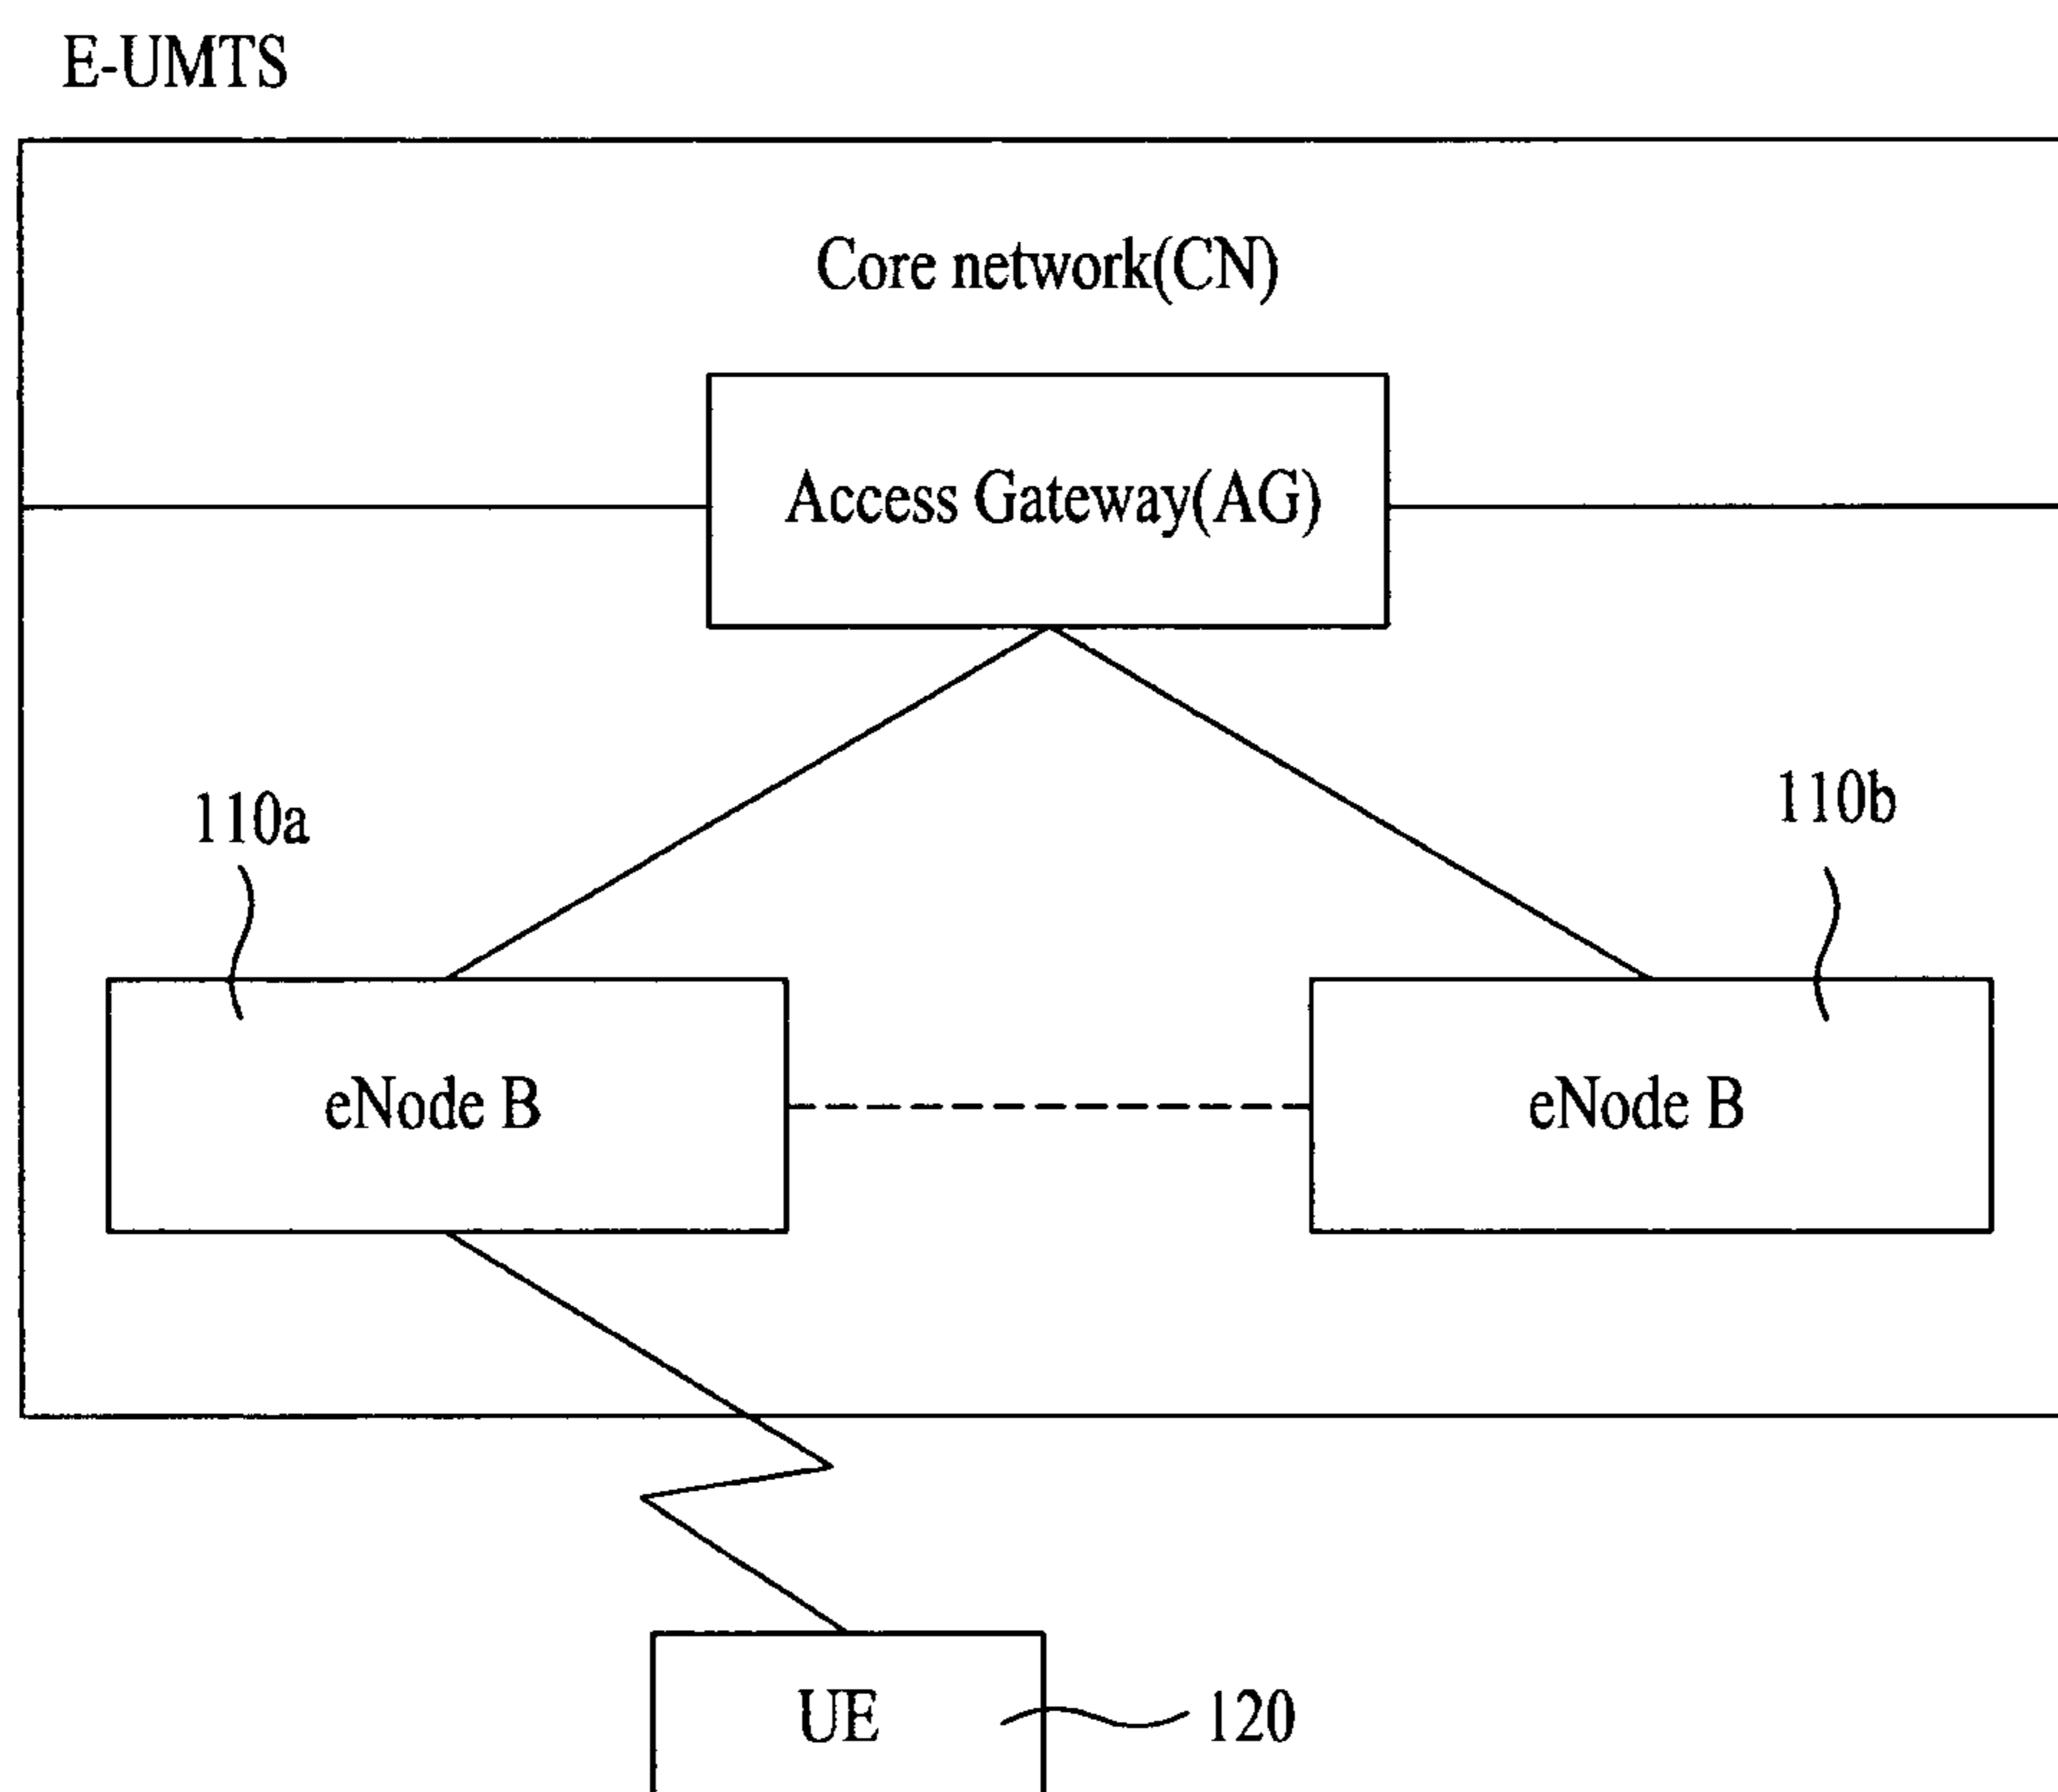 E-UMTS
Core network(CN)
Access Gateway(AG)
110a
110b
eNode B
eNode B
UE
120